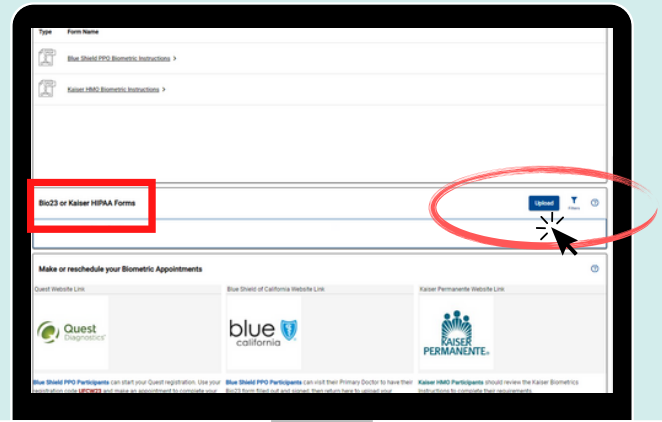 Type Form Name
Blue Shield PPO Biometric Instructions >
Kaiser HMO Biometric Instructions >
Bio23 or Kaiser HIPAA Forms
Upload
Filters
Make or reschedule your Biometric Appointments
Quest Website Link
Blue Shield of California Website Link
Kaiser Permanente Website Link
Quest
Diagnostics
blue
california
KAISER
PERMANENTE®
Blue Shield PPO Participants can start your Quest registration. Use your
registration code UFCW23 and make an appointment to complete your
Blue Shield PPO Participants can visit their Primary Doctor to have their
Bio23 form filled out and signed, then return here to upload your
Kaiser HMO Participants should review the Kaiser Biometrics
instructions to complete their requirements.